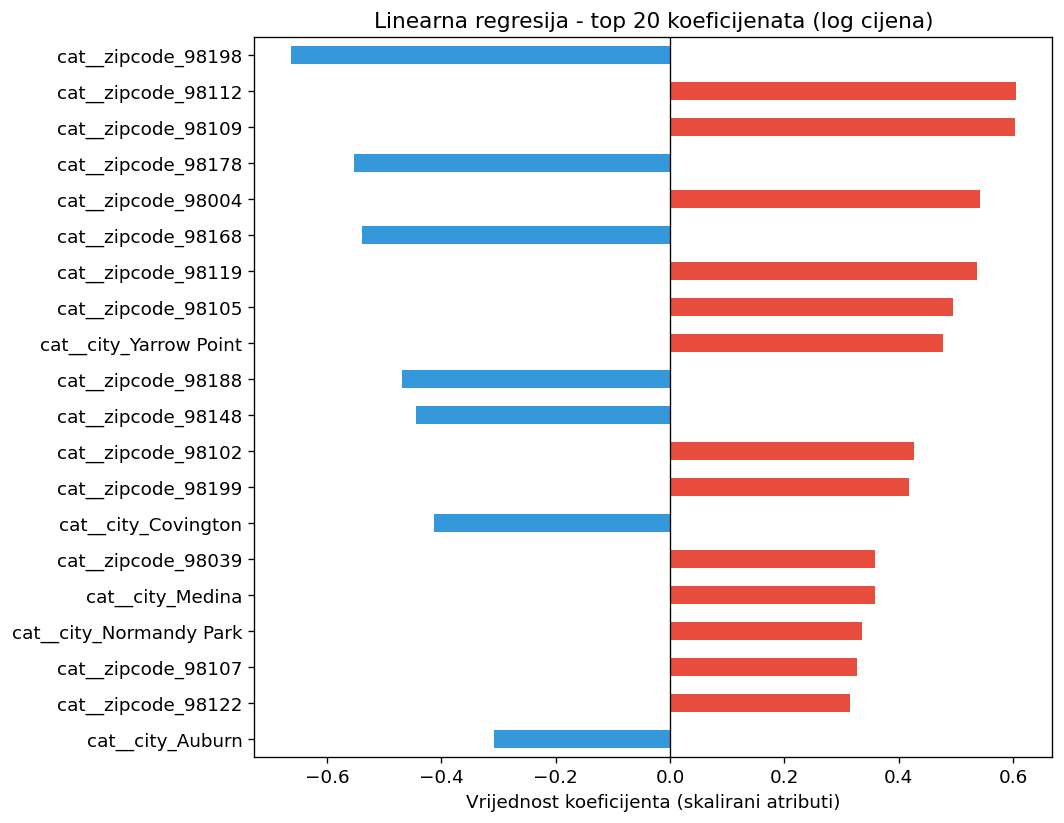 Linearna regresija - top 20 koeficijenata (log cijena)
cat__zipcode_98198
cat__zipcode_98112
cat__zipcode_98109
cat__zipcode_98178
cat__zipcode_98004
cat__zipcode_98168
cat__zipcode_98119
cat__zipcode_98105
cat__city_Yarrow Point
cat__zipcode_98188
cat__zipcode_98148
cat__zipcode_98102
cat__zipcode_98199
cat__city_Covington
cat__zipcode_98039
cat__city_Medina
cat__city_Normandy Park
cat__zipcode_98107
cat__zipcode_98122
cat__city_Auburn
−0.6 −0.4 −0.2 0.0 0.2 0.4 0.6
Vrijednost koeficijenta (skalirani atributi)